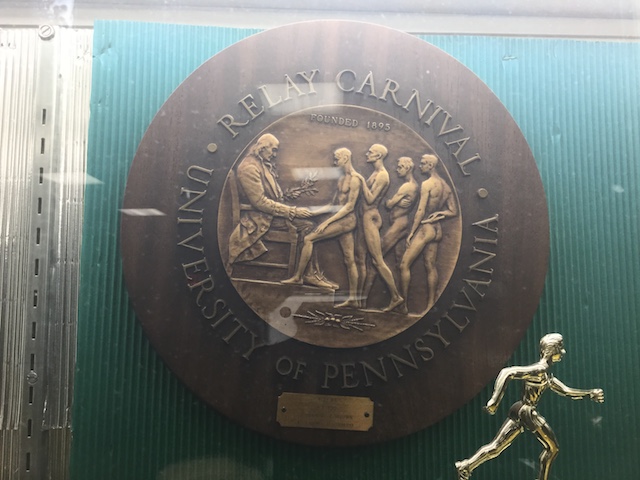 RELAY CARNIVAL
FOUNDED 1895
UNIVERSITY OF PENNSYLVANIA